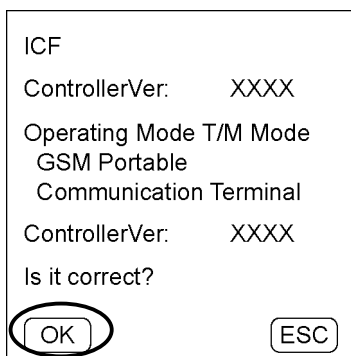 ICF
ControllerVer: XXXX
Operating Mode T/M Mode
GSM Portable
Communication Terminal
ControllerVer: XXXX
Is it correct?
OK ESC